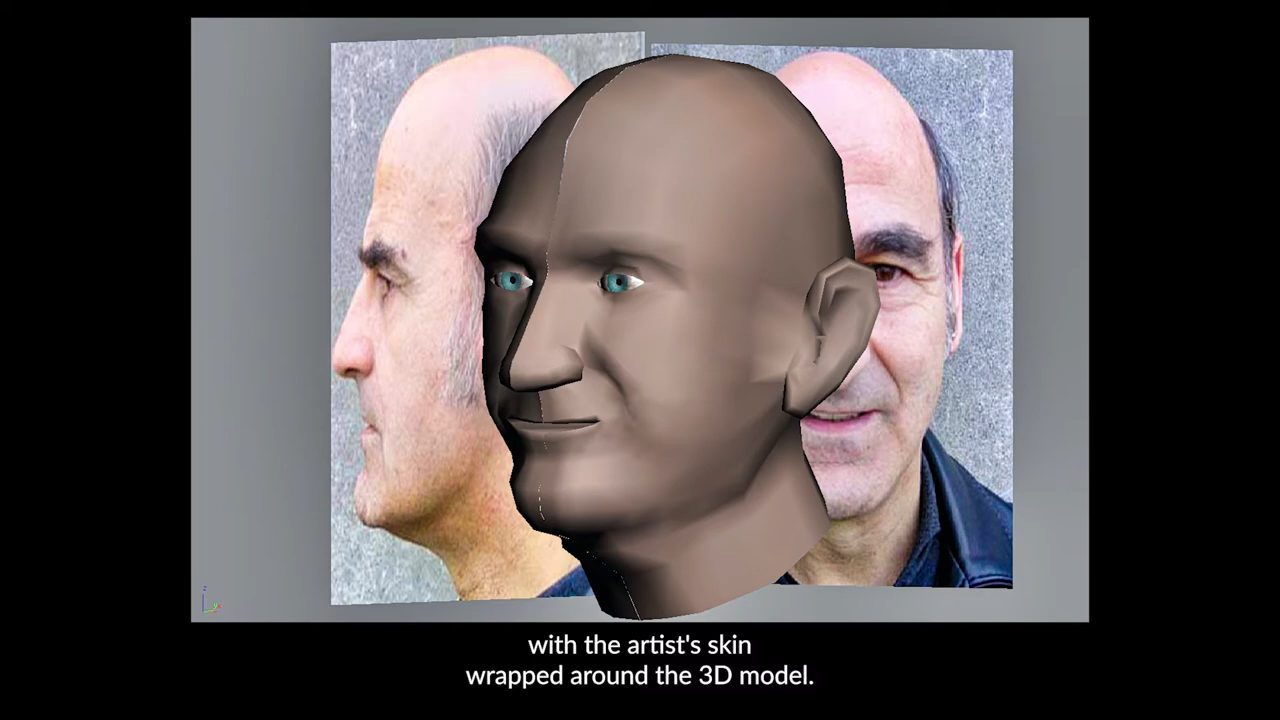 with the artist's skin
wrapped around the 3D model.